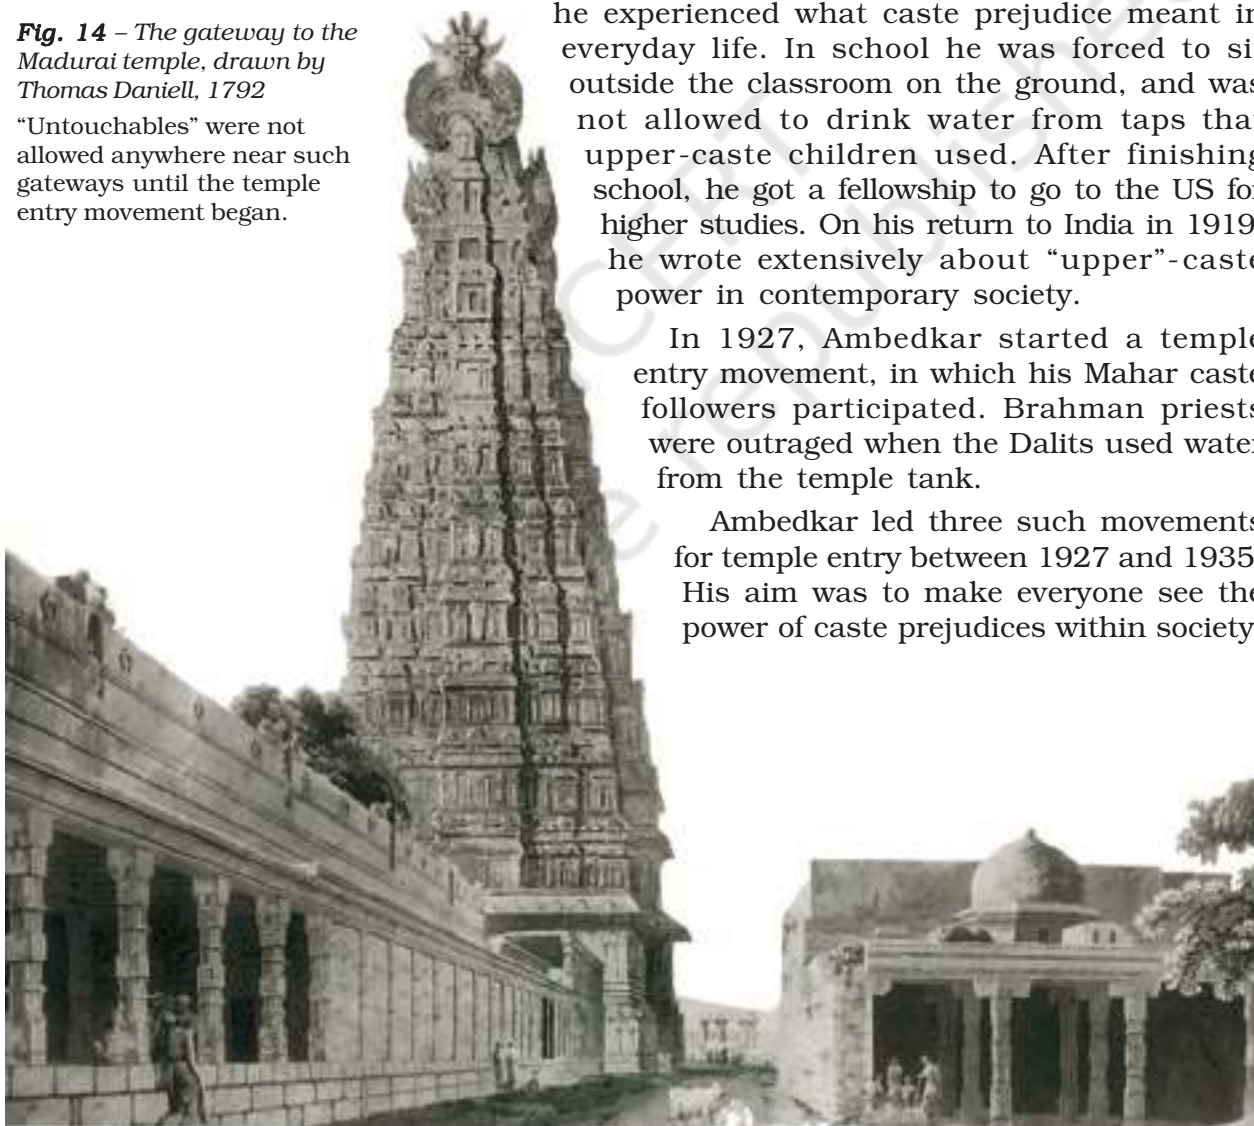 Fig. 14 – The gateway to the
Madurai temple, drawn by
Thomas Daniell, 1792
“Untouchables” were not
allowed anywhere near such
gateways until the temple
entry movement began.
he experienced what caste prejudice meant in
everyday life. In school he was forced to
outside the classroom on the ground, and was
not allowed to drink water from taps that
upper-caste children used. After finishing
school, he got a fellowship to go to the US for
higher studies. On his return to India in 1919
he wrote extensively about “upper”-caste
power in contemporary society.
In 1927, Ambedkar started a temple
entry movement, in which his Mahar caste
followers participated. Brahman priests
were outraged when the Dalits used water
from the temple tank.
Ambedkar led three such movements
for temple entry between 1927 and 1935
His aim was to make everyone see the
power of caste prejudices within society